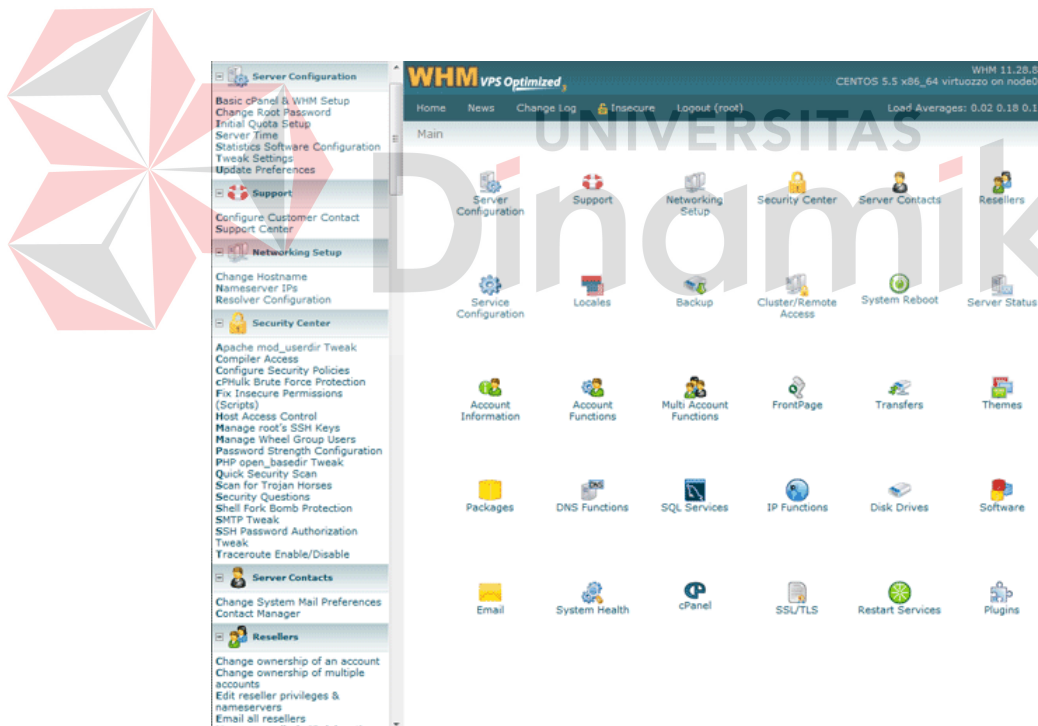 Server Configuration
Basic cPanel & WHM Setup
Change Root Password
Initial Quota Setup
Server Time
Statistics Software Configuration
Tweak Settings
Update Preferences
Support
Configure Customer Contact
Support Center
Networking Setup
Change Hostname
Nameserver IPs
Resolver Configuration
Security Center
Apache mod_userdir Tweak
Compiler Access
Configure Security Policies
cPHulk Brute Force Protection
Fix Insecure Permissions
(Scripts)
Host Access Control
Manage root's SSH Keys
Manage Wheel Group Users
Password Strength Configuration
PHP open_basedir Tweak
Quick Security Scan
Scan for Trojan Horses
Security Questions
Shell Fork Bomb Protection
SMTP Tweak
SSH Password Authorization
Tweak
Traceroute Enable/Disable
Server Contacts
Change System Mail Preferences
Contact Manager
Resellers
Change ownership of an account
Change ownership of multiple
accounts
Edit reseller privileges &
nameservers
Email all resellers
WHM VPS Optimized 3
WHM 11.28.8
CENTOS 5.5 x86_64 virtuozzo on node0
Home News Change Log Insecure Logout (root) Load Averages: 0.02 0.18 0.1
Main
UNIVERSITAS
Dinamik
Server
Configuration
Support
Networking
Setup
Security Center
Server Contacts
Resellers
Service
Configuration
Locales
Backup
Cluster/Remote
Access
System Reboot
Server Status
Account
Information
Account
Functions
Multi Account
Functions
FrontPage
Transfers
Themes
Packages
DNS Functions
SQL Services
IP Functions
Disk Drives
Software
Email
System Health
cPanel
SSL/TLS
Restart Services
Plugins